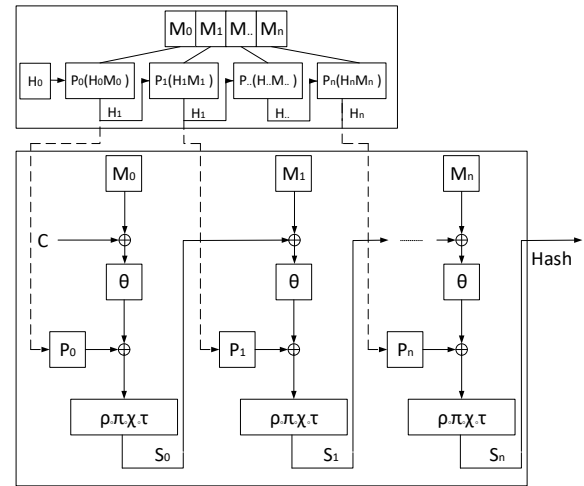 M₀ M₁ M.. Mₙ
H₀ P₀(H₀M₀) P₁(H₁M₁) P..(H..M..) Pₙ(HₙMₙ)
H₁ H₁ H.. Hₙ
M₀ M₁ Mₙ
C ⊕ ⊕ ........ ⊕
Hash
θ θ θ
P₀ ⊕ P₁ ⊕ Pₙ ⊕
ρ∘π∘χ∘τ ρ∘π∘χ∘τ ρ∘π∘χ∘τ
S₀ S₁ Sₙ